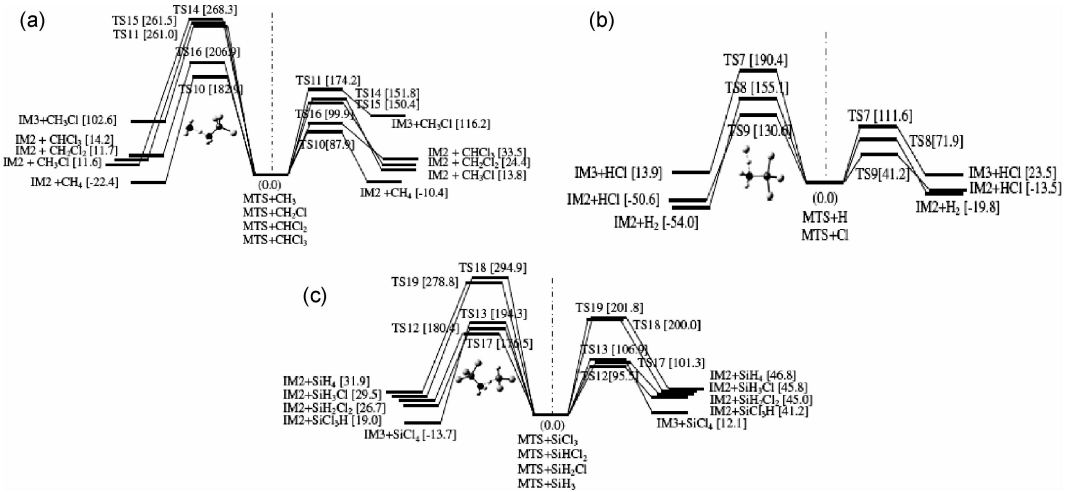 (a)
TS14 [268.3]
TS15 [261.5]
TS11 [261.0]
TS16 [206.9]
TS10 [182.9]
IM3+CH₃Cl [102.6]
IM2 + CHCl₃ [14.2]
IM2 + CH₂Cl₂ [11.7]
IM2 + CH₃Cl [11.6]
IM2 +CH₄ [-22.4]
TS11 [174.2]
TS14 [151.8]
TS15 [150.4]
TS16 [99.9]
IM3+CH₃Cl [116.2]
TS10[87.9]
IM2 + CHCl₃ [33.5]
IM2 + CH₂Cl₂ [24.4]
IM2 + CH₃Cl [13.8]
IM2 +CH₄ [-10.4]
(0.0)
MTS+CH₃
MTS+CH₂Cl
MTS+CHCl₂
MTS+CHCl₃
(b)
TS7 [190.4]
TS8 [155.1]
TS9 [130.6]
IM3+HCl [13.9]
IM2+HCl [-50.6]
IM2+H₂ [-54.0]
TS7 [111.6]
TS8[71.9]
TS9[41.2]
IM3+HCl [23.5]
IM2+HCl [-13.5]
IM2+H₂ [-19.8]
(0.0)
MTS+H
MTS+Cl
(c)
TS18 [294.9]
TS19 [278.8]
TS13 [194.3]
TS12 [180.4]
TS17 [176.5]
IM2+SiH₄ [31.9]
IM2+SiH₃Cl [29.5]
IM2+SiH₂Cl₂ [26.7]
IM2+SiCl₃H [19.0]
IM3+SiCl₄ [-13.7]
TS19 [201.8]
TS18 [200.0]
TS13 [106.9]
TS17 [101.3]
TS12[95.5]
IM2+SiH₄ [46.8]
IM2+SiH₃Cl [45.8]
IM2+SiH₂Cl₂ [45.0]
IM2+SiCl₃H [41.2]
IM3+SiCl₄ [12.1]
(0.0)
MTS+SiCl₃
MTS+SiHCl₂
MTS+SiH₂Cl
MTS+SiH₃